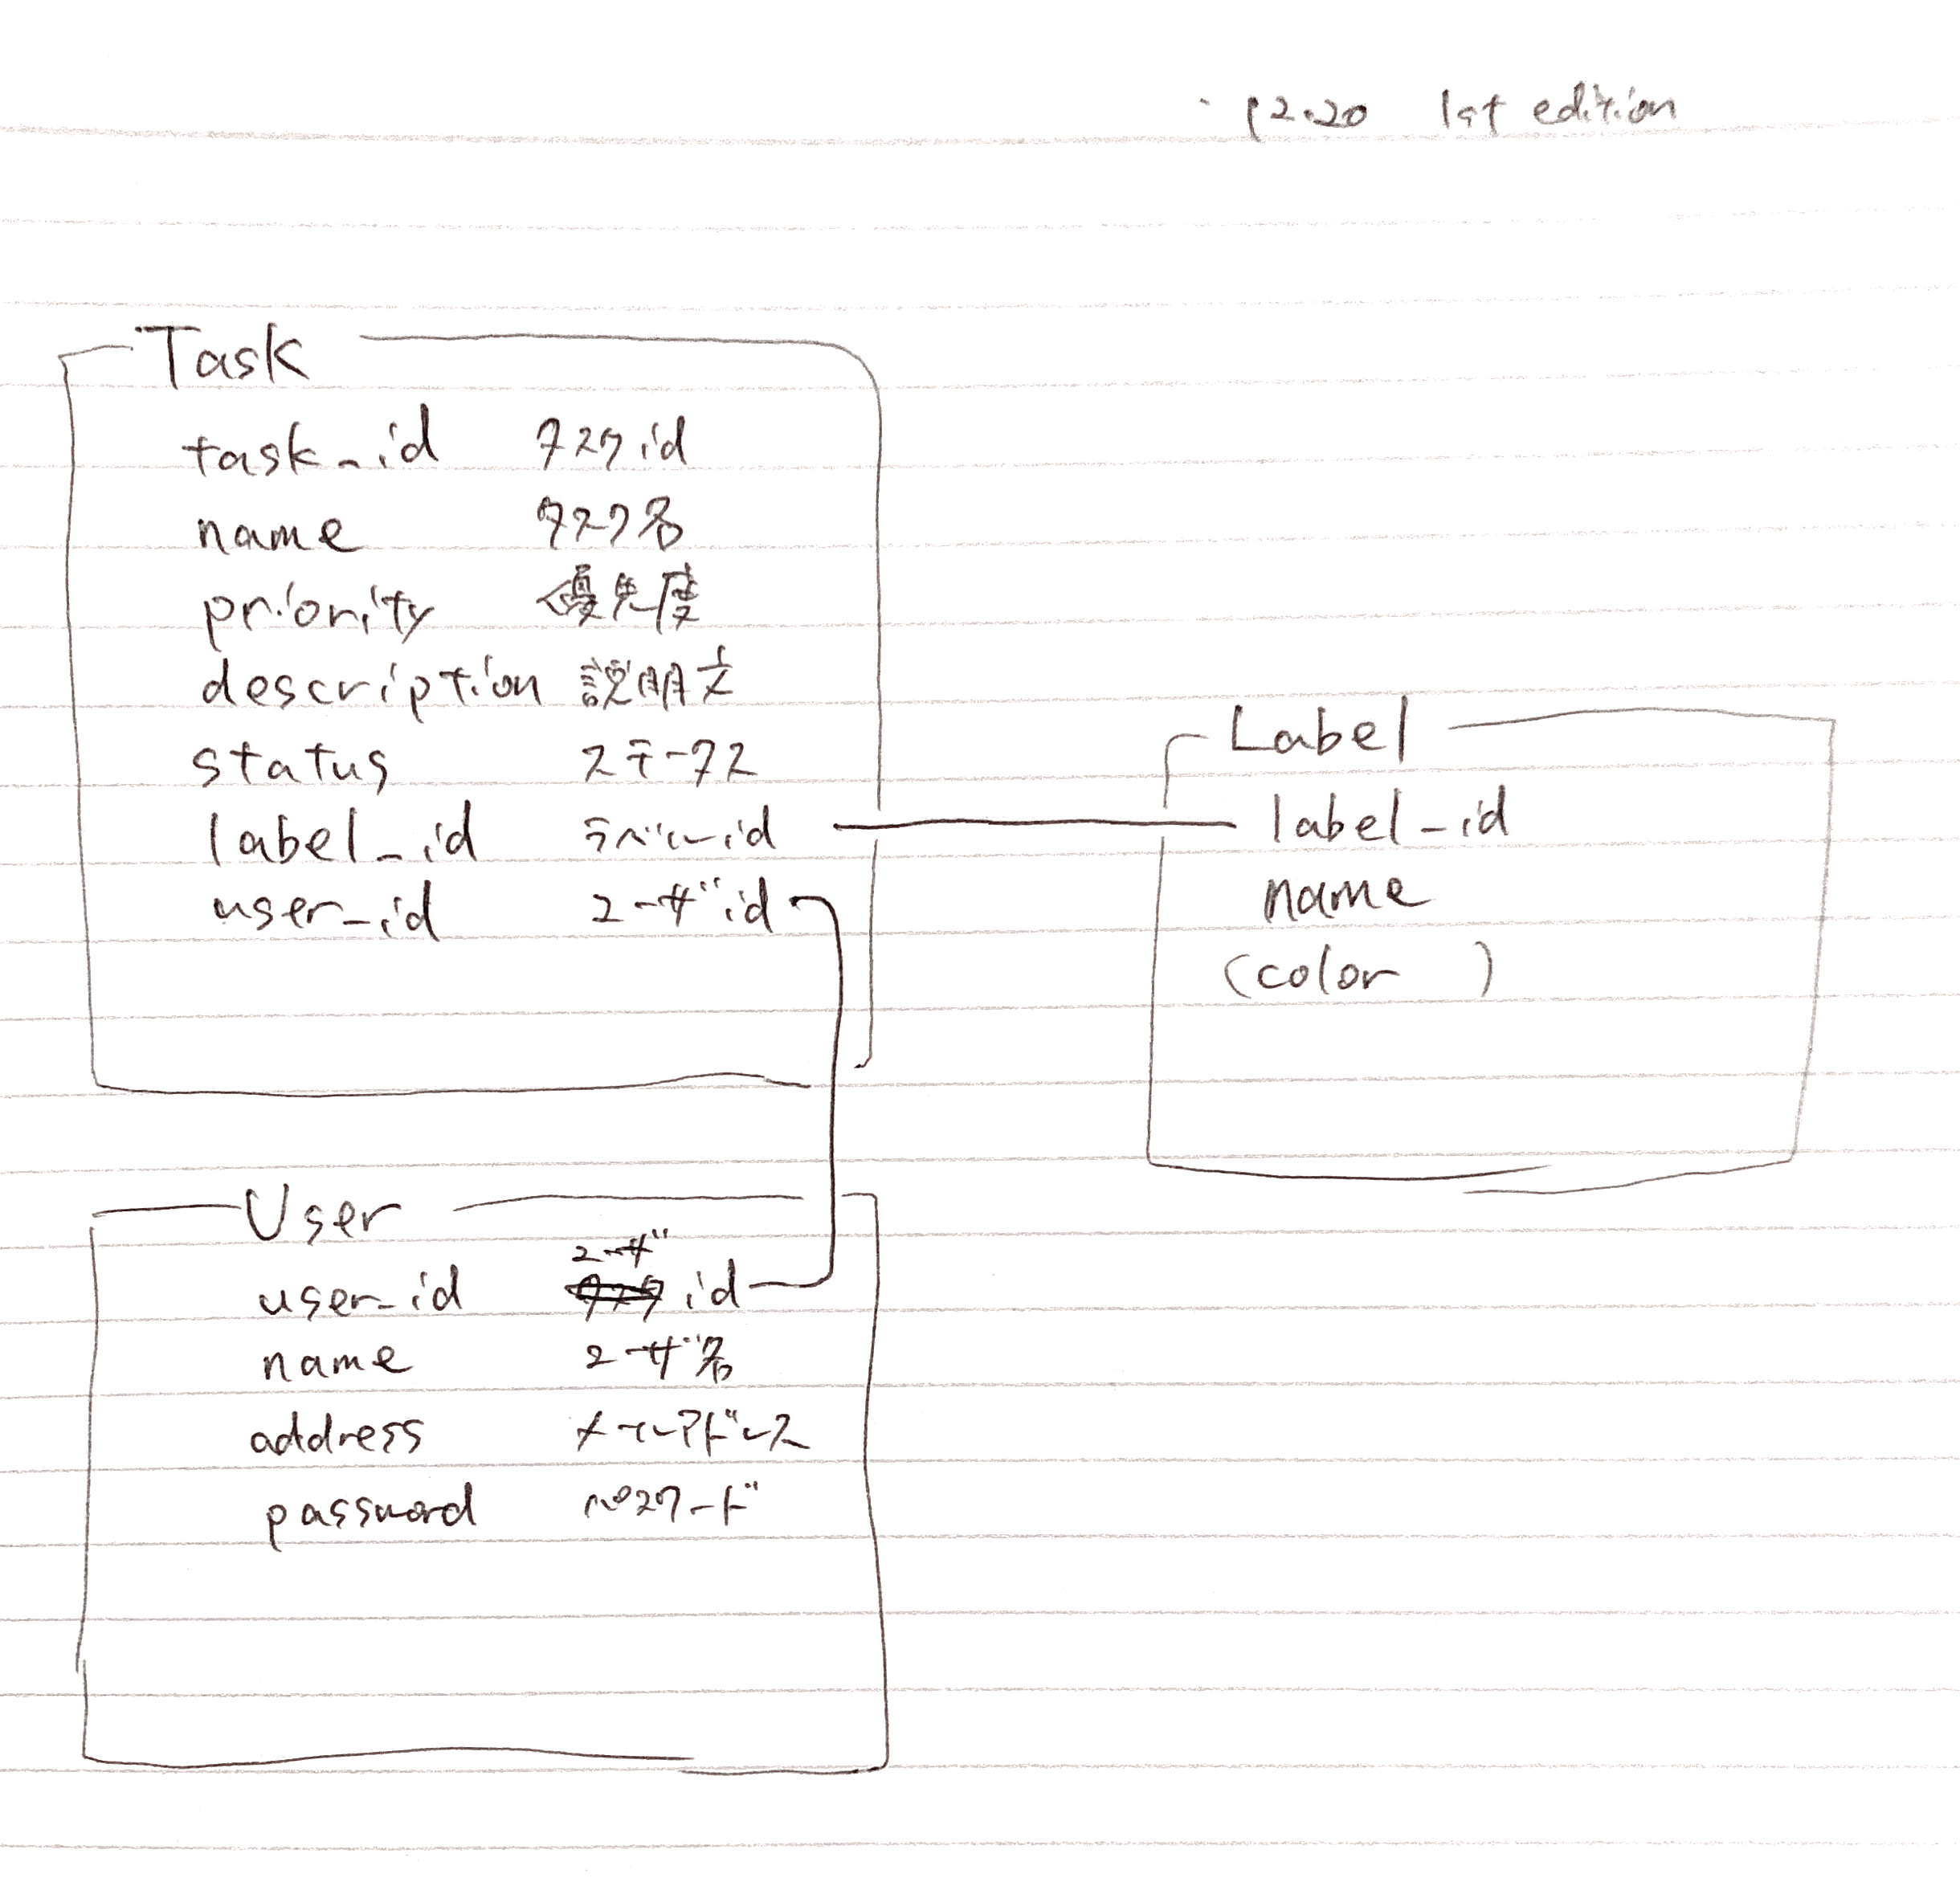 12.20 1st edition
Task
task_id タスクid
name タスク名
priority 優先度
description 説明文
status ステータス
label_id ラベルid
user_id ユーザid
Label
label_id
name
(color )
User
ユーザ
user_id タスク id
name ユーザ名
address メールアドレス
password パスワード